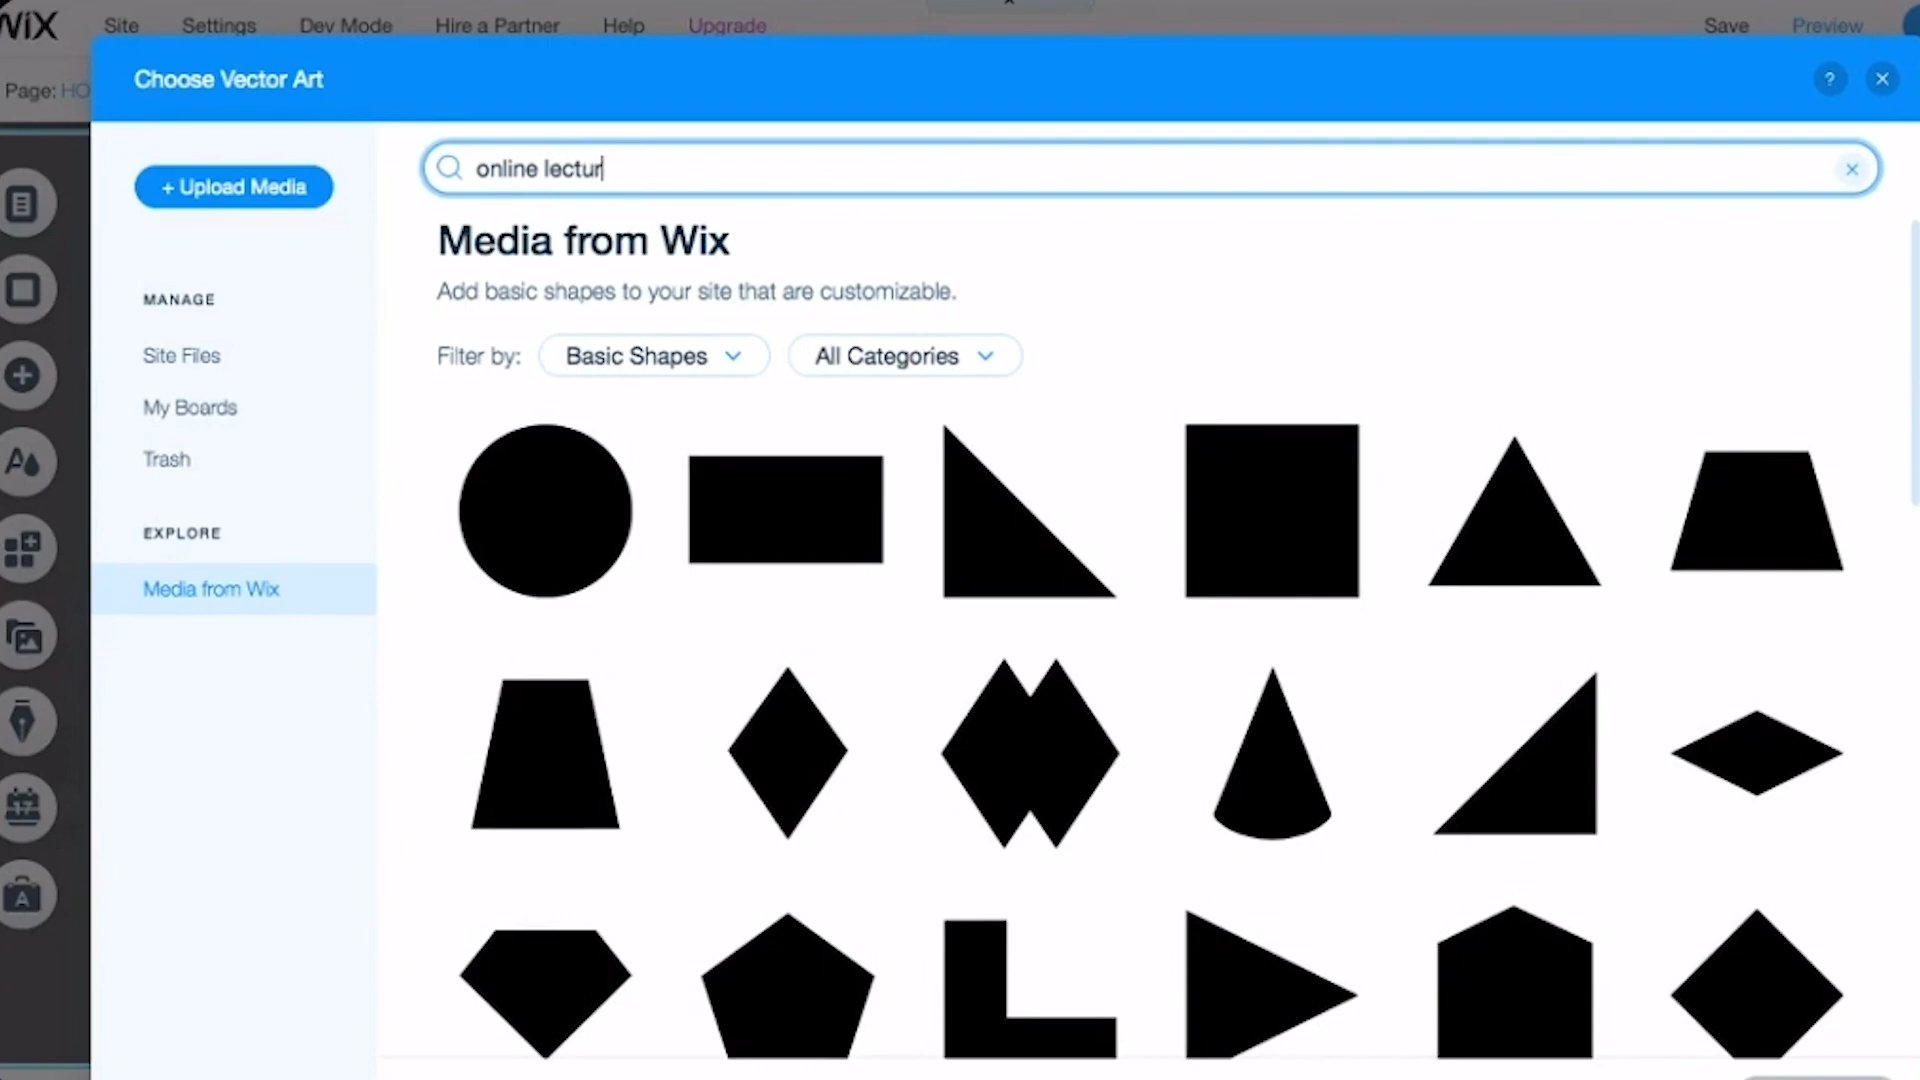 WiX Site Settings Dev Mode Hire a Partner Help Upgrade Save Preview
Page: HO
Choose Vector Art ?
+ Upload Media
online lectur
Media from Wix
Add basic shapes to your site that are customizable.
Filter by: Basic Shapes All Categories
MANAGE
Site Files
My Boards
Trash
EXPLORE
Media from Wix
A
17
A